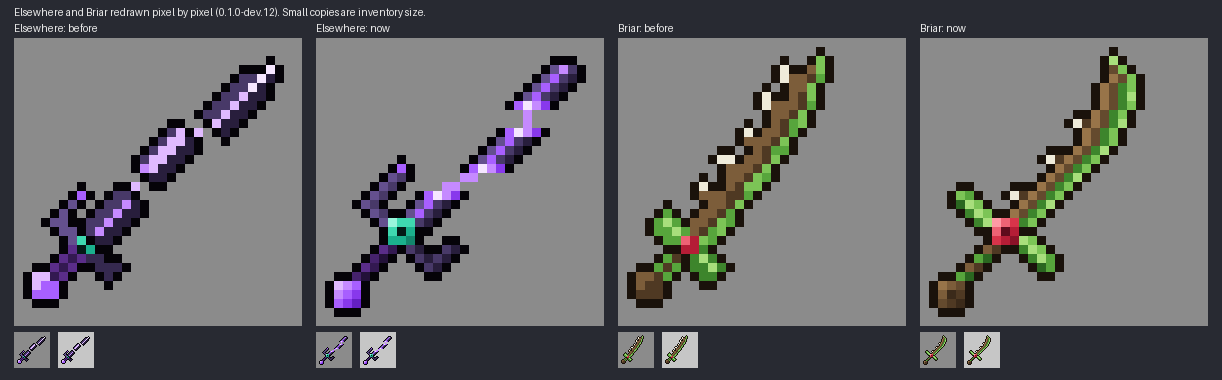 Elsewhere and Briar redrawn pixel by pixel (0.1.0-dev.12). Small copies are inventory size.
Elsewhere: before
Elsewhere: now
Briar: before
Briar: now